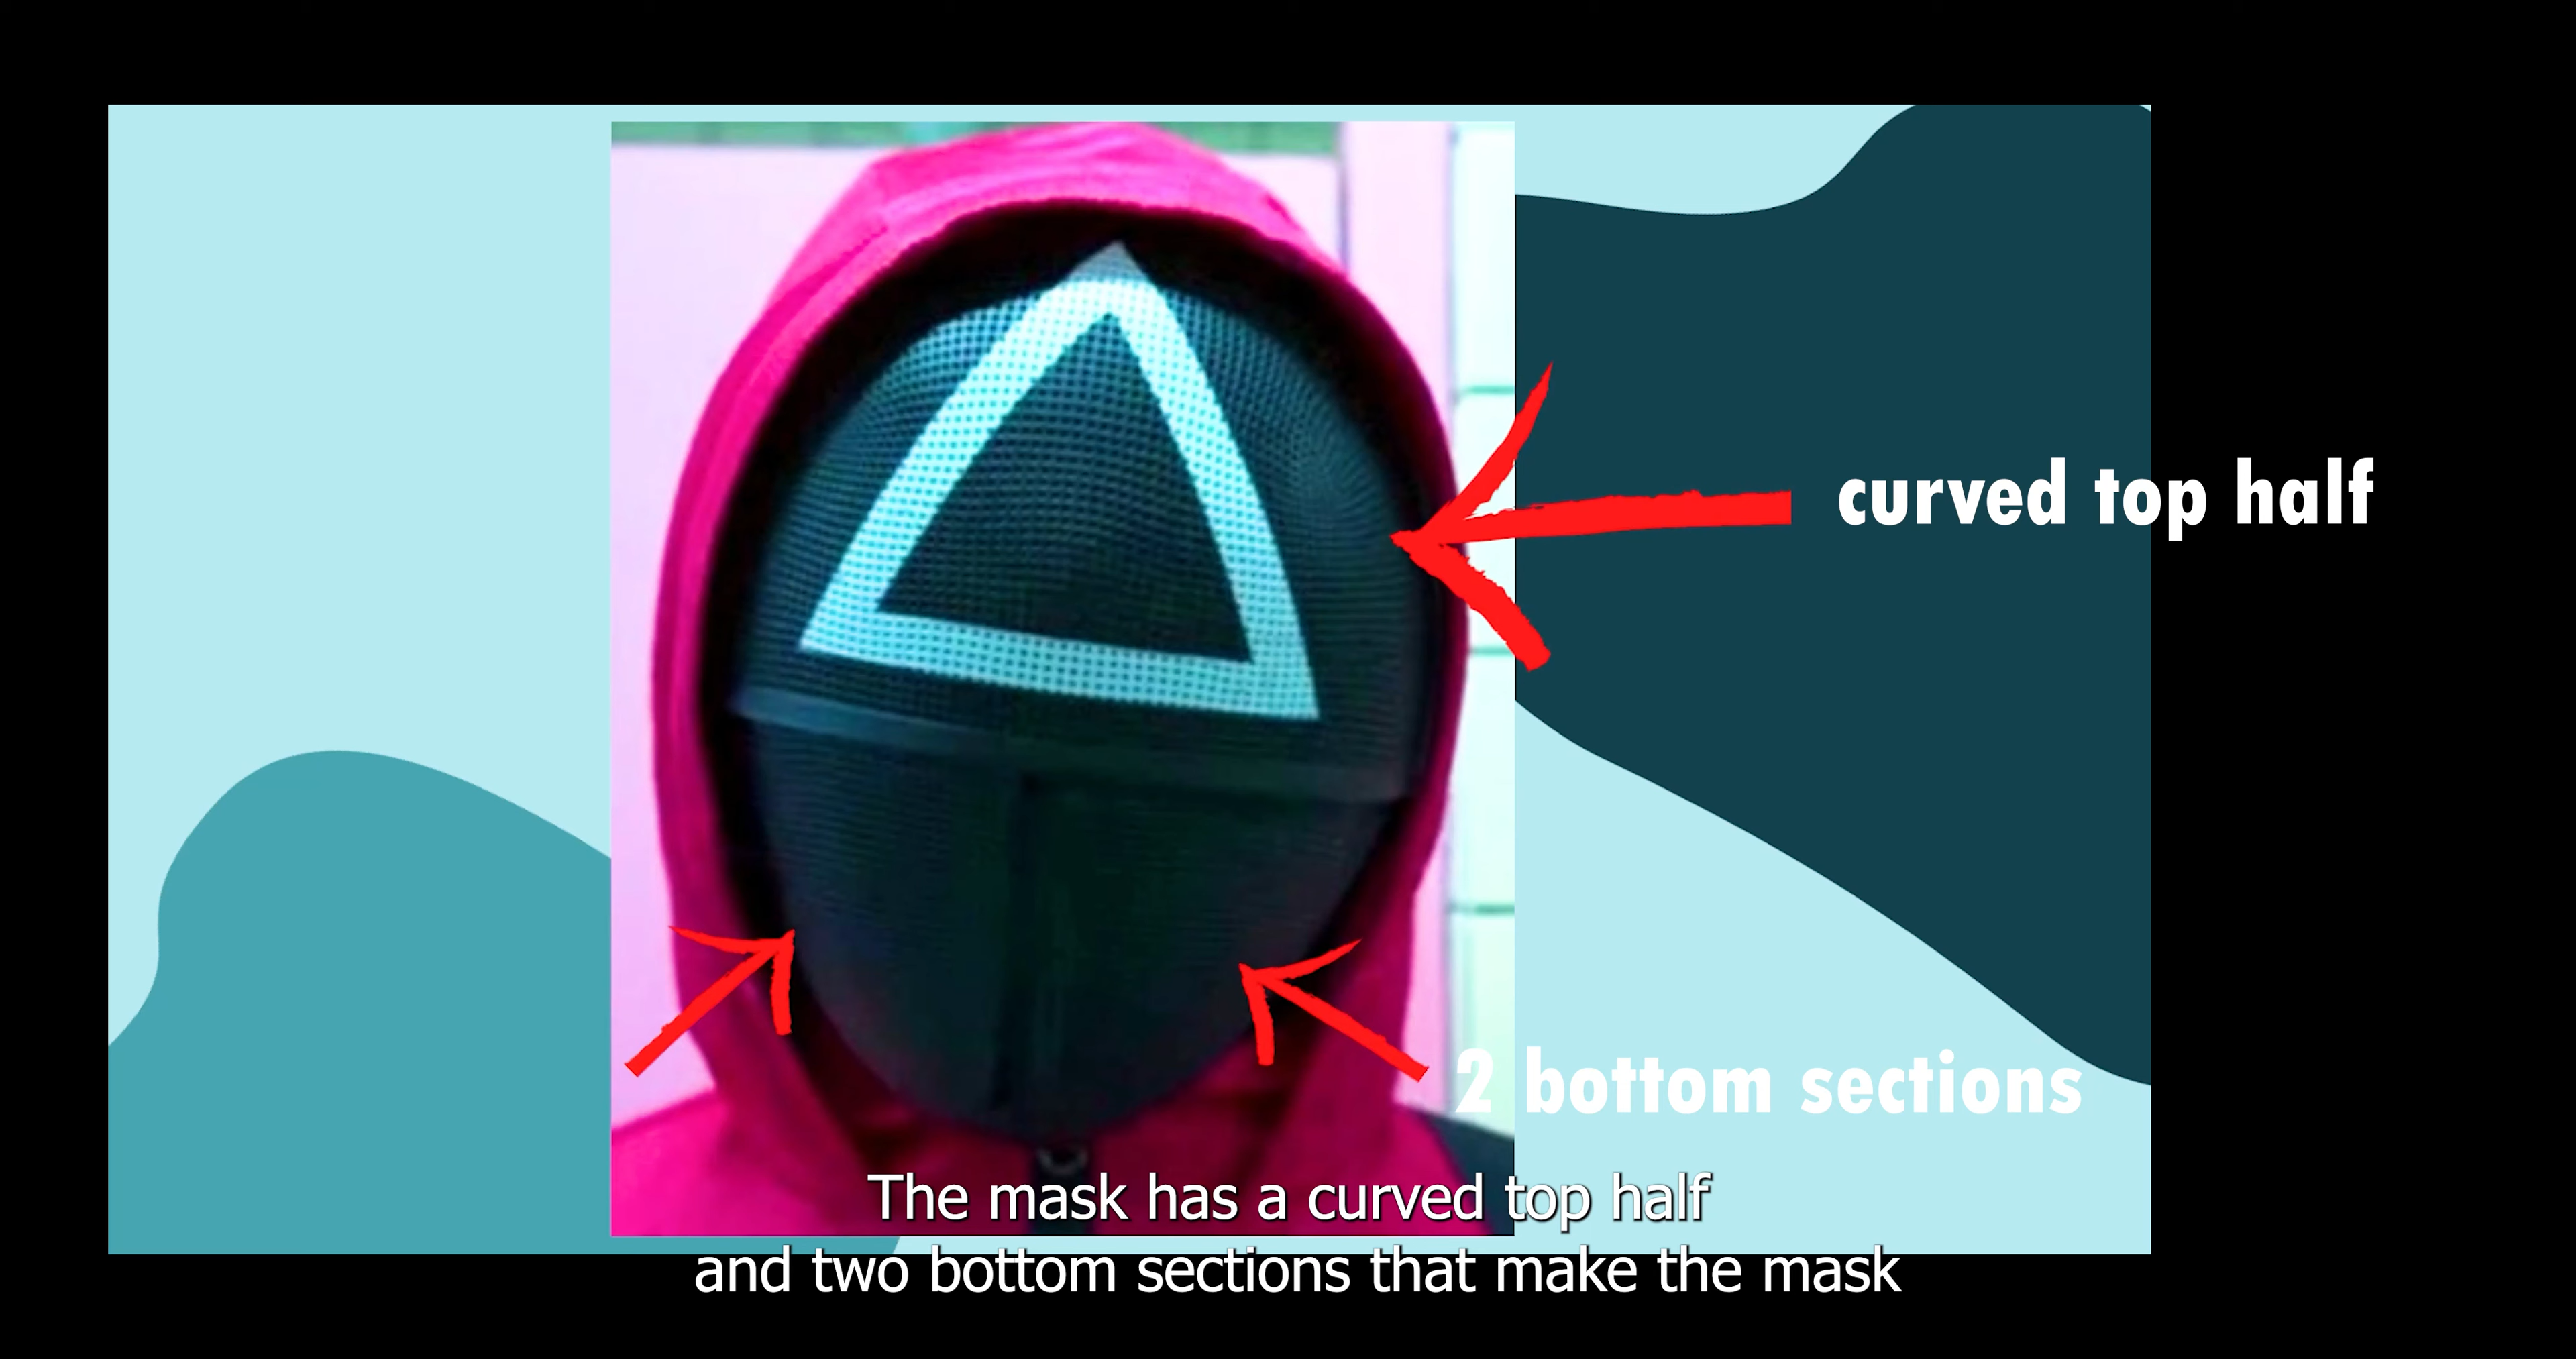 curved top half
2 bottom sections
The mask has a curved top half
and two bottom sections that make the mask